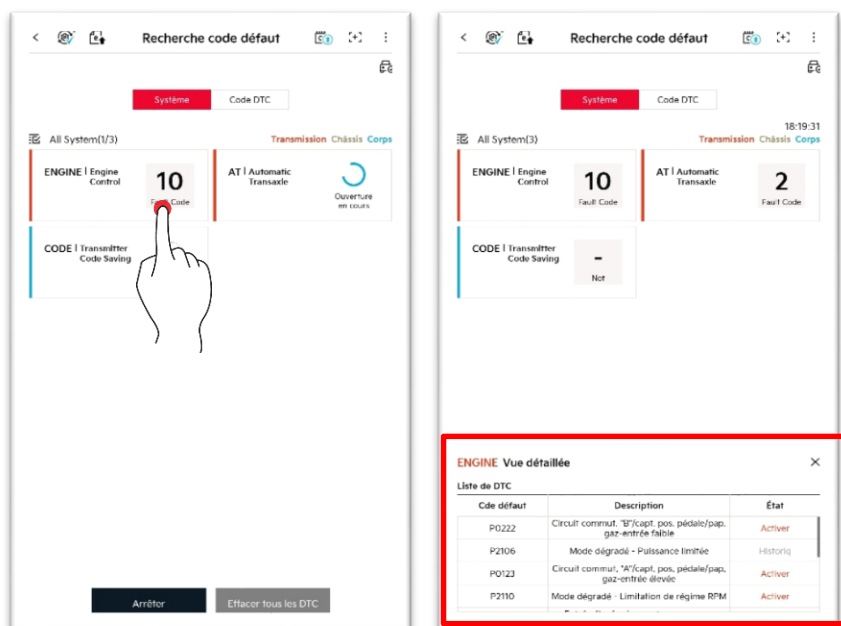 Recherche code défaut
Système
Code DTC
All System(1/3)
Transmission Châssis Corps
ENGINE | Engine
Control
10
Fault Code
AT | Automatic
Transaxle
Ouverture
en cours
CODE | Transmitter
Code Saving
Arrêter
Effacer tous les DTC
Recherche code défaut
Système
Code DTC
18:19:31
All System(3)
Transmission Châssis Corps
ENGINE | Engine
Control
10
Fault Code
AT | Automatic
Transaxle
2
Fault Code
CODE | Transmitter
Code Saving
-
Not
ENGINE Vue détaillée
Liste de DTC
Cde défaut Description État
P0222 Circuit commut. "B"/capt. pos. pédale/pap. gaz-entrée faible Activer
P2106 Mode dégradé - Puissance limitée Historiq
P0123 Circuit commut. "A"/capt. pos. pédale/pap. gaz-entrée élevée Activer
P2110 Mode dégradé - Limitation de régime RPM Activer